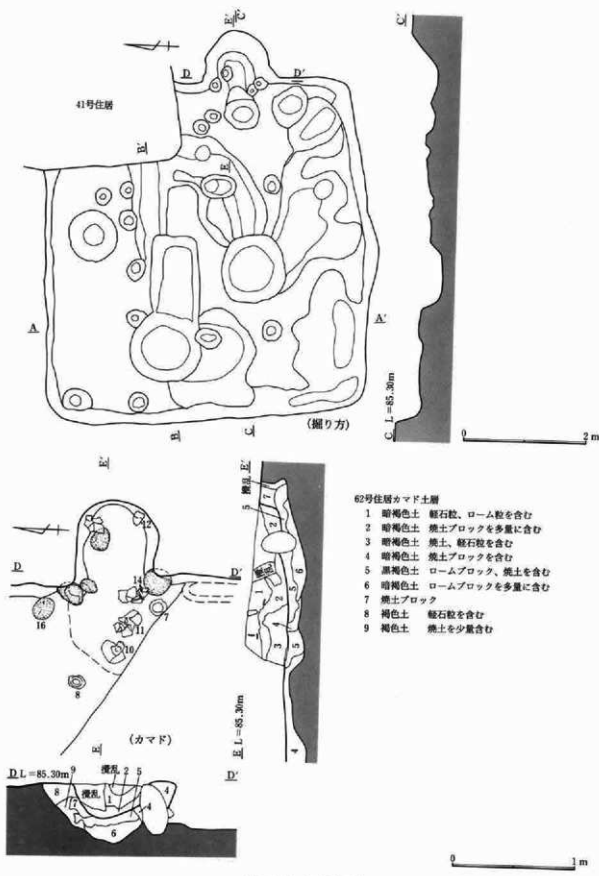 E′
C′
C′
D
D′
41号住居
B′
E
A
A′
B
C
(掘り方)
C L=85.30m
0
2 m
E′
攪乱 E′
7
5
2
6
攪乱
1
5
4
1
3
5
4
E L=85.30m
D
D′
12
14
16
7
11
10
8
(カマド)
E
62号住居カマド土層
1 暗褐色土 軽石粒、ローム粒を含む
2 暗褐色土 焼土ブロックを多量に含む
3 暗褐色土 焼土、軽石粒を含む
4 暗褐色土 焼土ブロックを含む
5 黒褐色土 ロームブロック、焼土を含む
6 暗褐色土 ロームブロックを多量に含む
7 焼土ブロック
8 褐色土 軽石粒を含む
9 褐色土 焼土を少量含む
D L=85.30m
D′
攪乱 2 5
9
8
攪乱
1
4
7
4
6
0
1 m